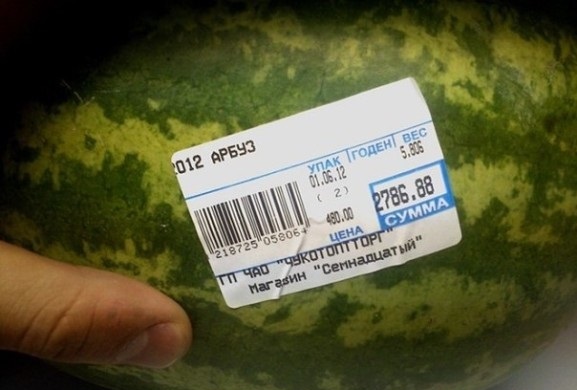 2012 АРБУЗ
УПАК ГОДЕН ВЕС
01.06.12 5.806
( 2 )
480.00 2786.88
ЦЕНА СУММА
218725 058064
ГП ЧАО "ЧУКОТОПТТОРГ"
Магазин "Семнадцатый"